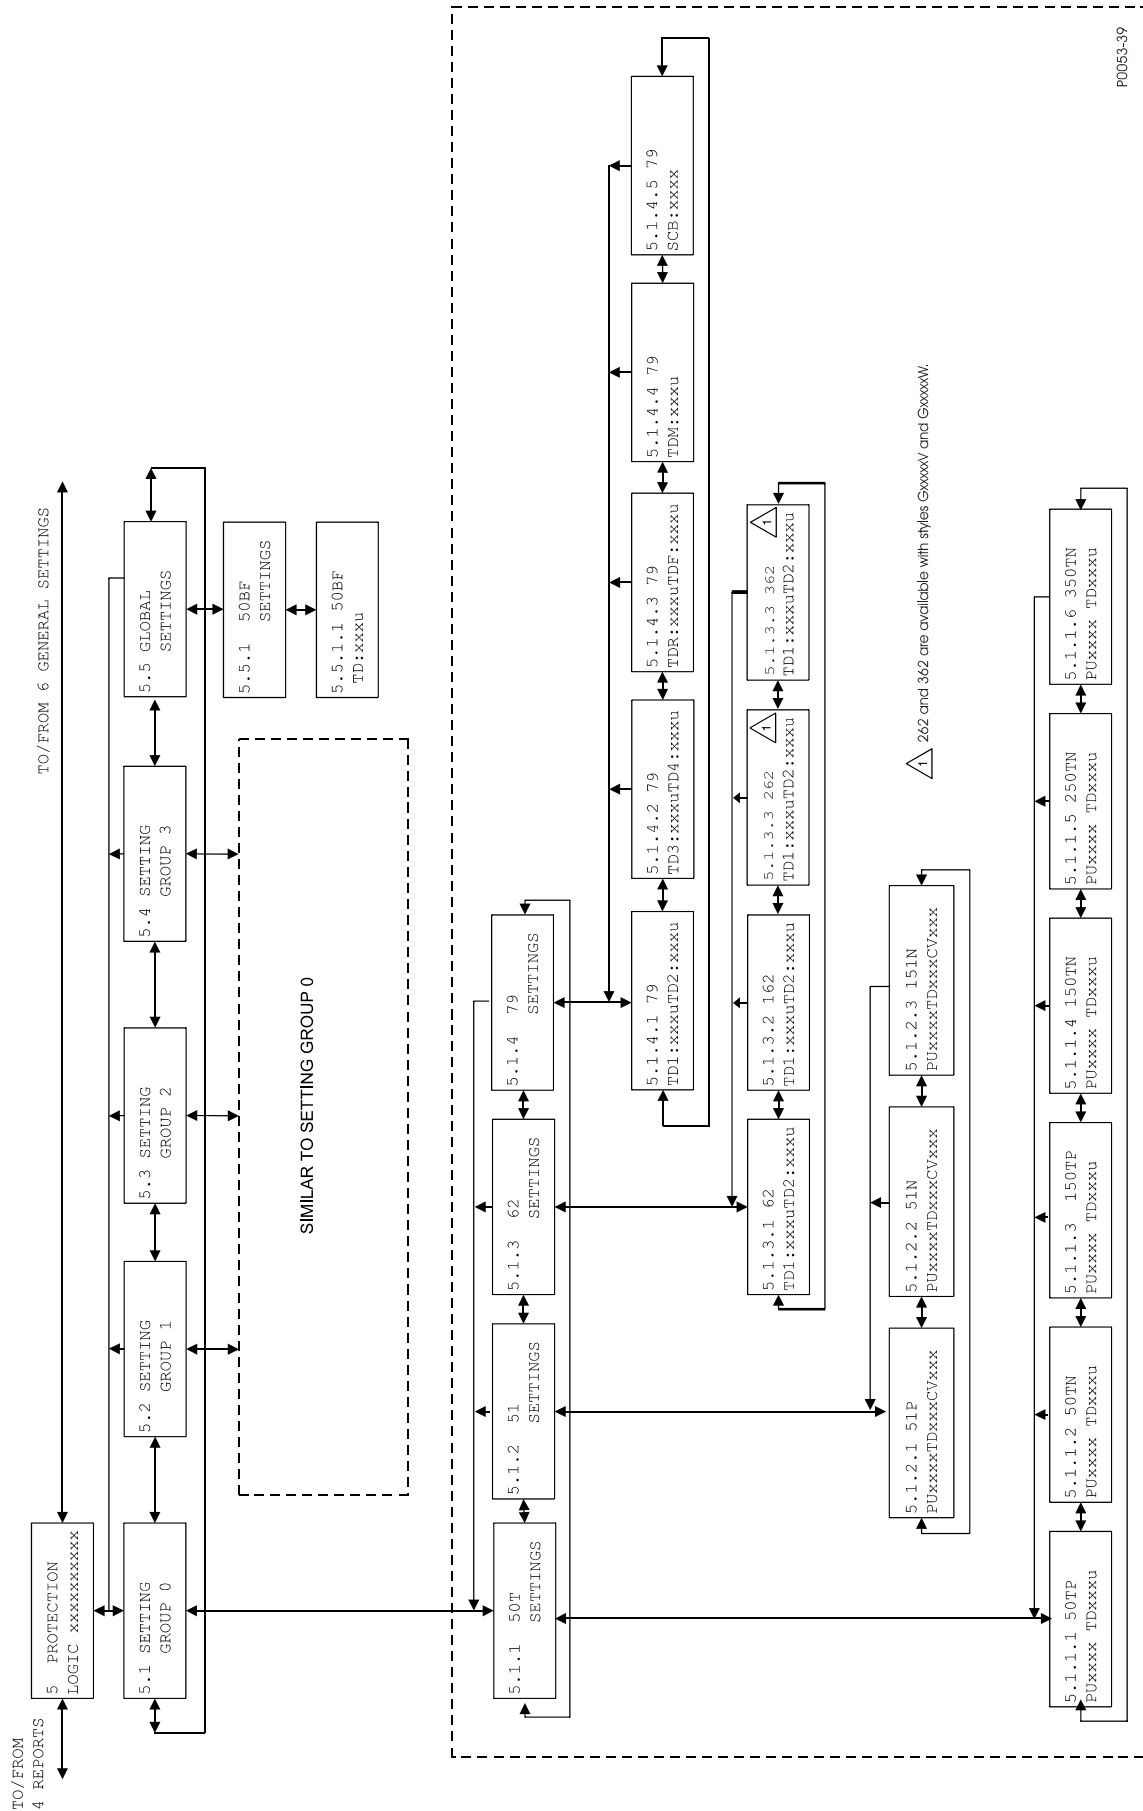 TO/FROM
4 REPORTS
TO/FROM 6 GENERAL SETTINGS
5 PROTECTION
LOGIC xxxxxxxxxx
5.1 SETTING
GROUP 0
5.2 SETTING
GROUP 1
5.3 SETTING
GROUP 2
5.4 SETTING
GROUP 3
5.5 GLOBAL
SETTINGS
5.5.1 50BF
SETTINGS
5.5.1.1 50BF
TD:xxxu
SIMILAR TO SETTING GROUP 0
5.1.1 50T
SETTINGS
5.1.2 51
SETTINGS
5.1.3 62
SETTINGS
5.1.4 79
SETTINGS
5.1.4.1 79
TD1:xxxuTD2:xxxu
5.1.4.2 79
TD3:xxxuTD4:xxxu
5.1.4.3 79
TDR:xxxuTDF:xxxu
5.1.4.4 79
TDM:xxxu
5.1.4.5 79
SCB:xxxx
5.1.3.1 62
TD1:xxxuTD2:xxxu
5.1.3.2 162
TD1:xxxuTD2:xxxu
5.1.3.3 262
TD1:xxxuTD2:xxxu
1
5.1.3.3 362
TD1:xxxuTD2:xxxu
1
5.1.2.1 51P
PUxxxxTDxxxCVxxx
5.1.2.2 51N
PUxxxxTDxxxCVxxx
5.1.2.3 151N
PUxxxxTDxxxCVxxx
1 262 and 362 are available with styles GxxxxV and GxxxxW.
5.1.1.1 50TP
PUxxxx TDxxxu
5.1.1.2 50TN
PUxxxx TDxxxu
5.1.1.3 150TP
PUxxxx TDxxxu
5.1.1.4 150TN
PUxxxx TDxxxu
5.1.1.5 250TN
PUxxxx TDxxxu
5.1.1.6 350TN
PUxxxx TDxxxu
P0053-39